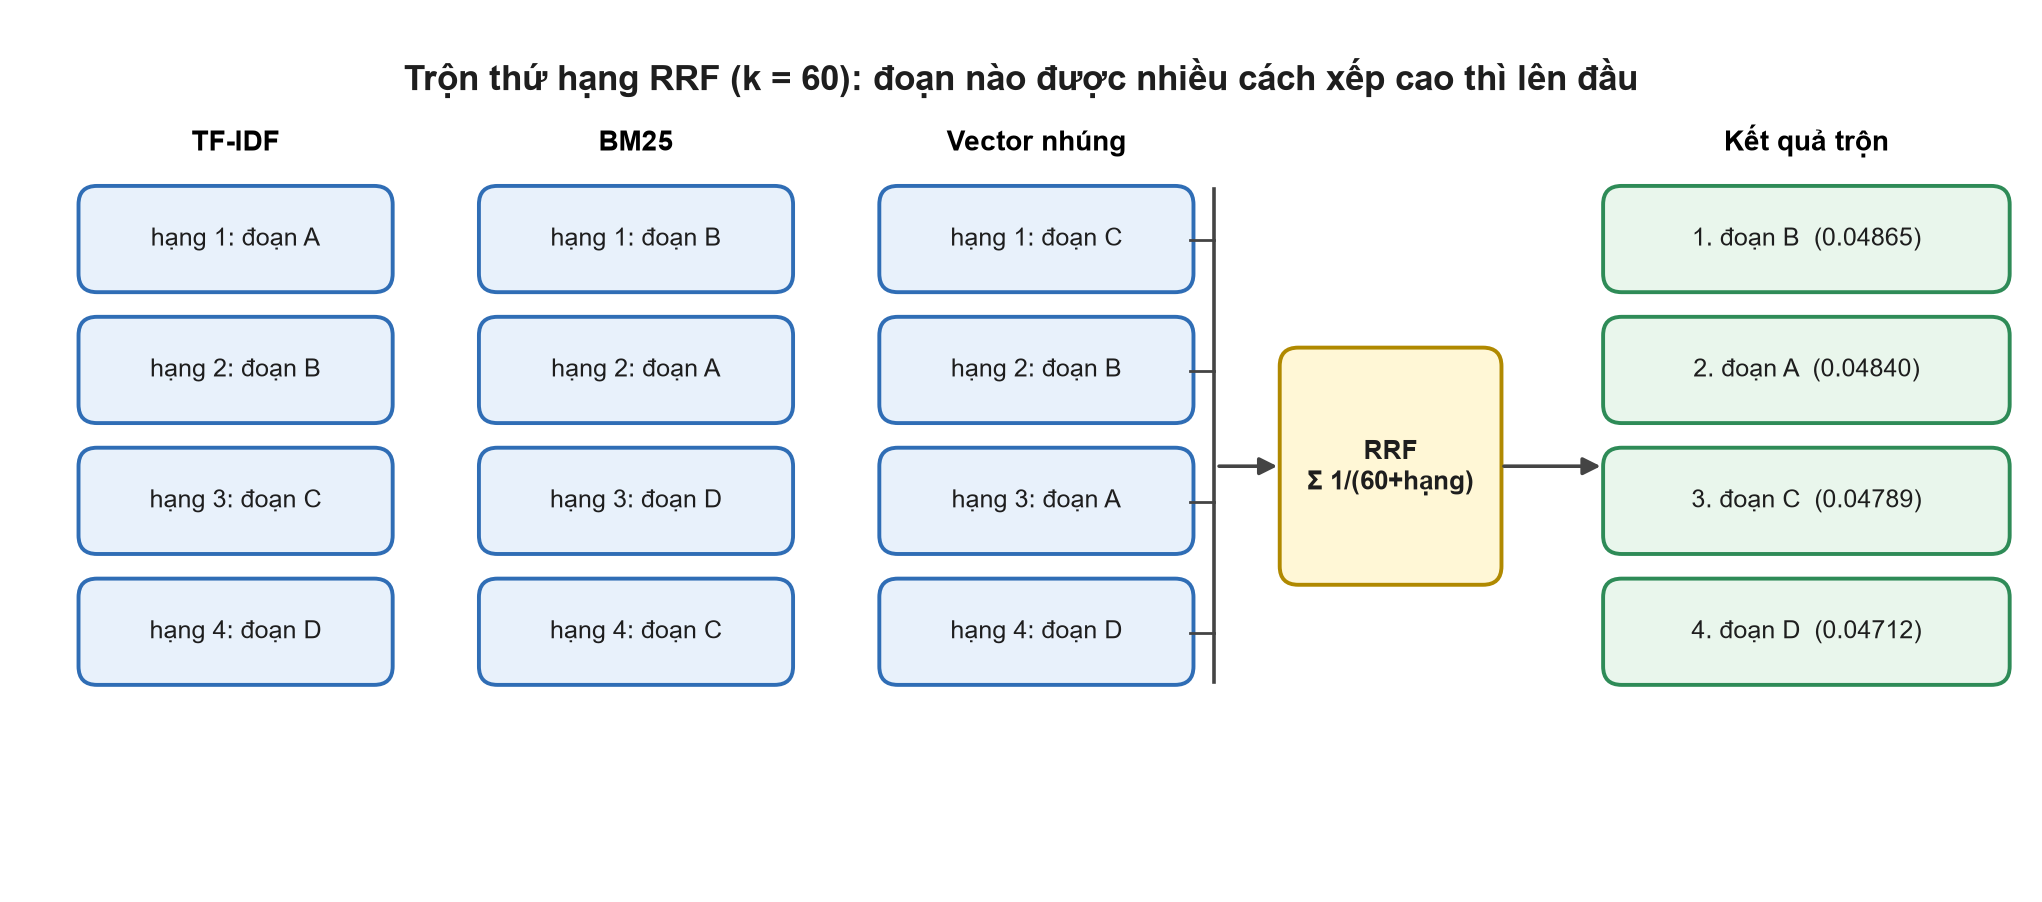 Trộn thứ hạng RRF (k = 60): đoạn nào được nhiều cách xếp cao thì lên đầu
TF-IDF
hạng 1: đoạn A
hạng 2: đoạn B
hạng 3: đoạn C
hạng 4: đoạn D
BM25
hạng 1: đoạn B
hạng 2: đoạn A
hạng 3: đoạn D
hạng 4: đoạn C
Vector nhúng
hạng 1: đoạn C
hạng 2: đoạn B
hạng 3: đoạn A
hạng 4: đoạn D
RRF
Σ 1/(60+hạng)
Kết quả trộn
1. đoạn B (0.04865)
2. đoạn A (0.04840)
3. đoạn C (0.04789)
4. đoạn D (0.04712)